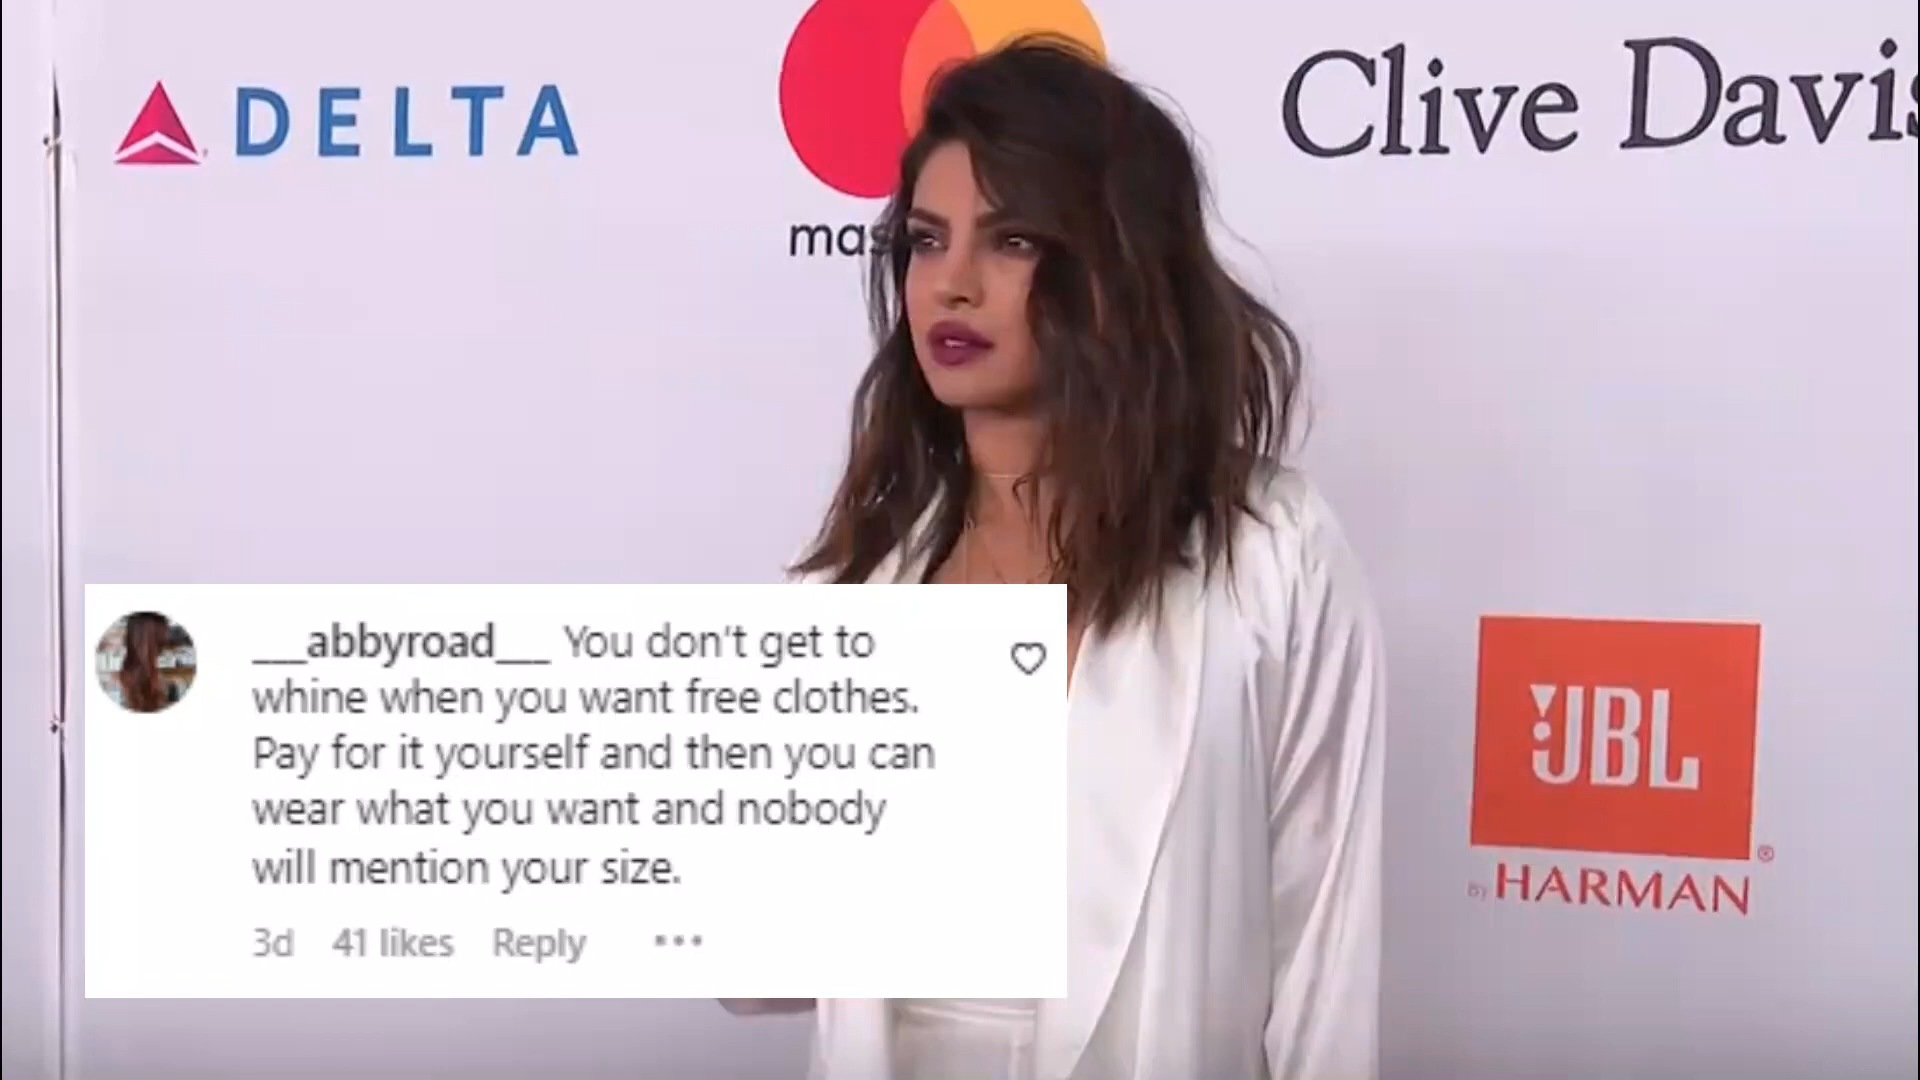 DELTA
mas
Clive Davis
___abbyroad___ You don't get to
whine when you want free clothes.
Pay for it yourself and then you can
wear what you want and nobody
will mention your size.
3d 41 likes Reply •••
JBL
BY HARMAN